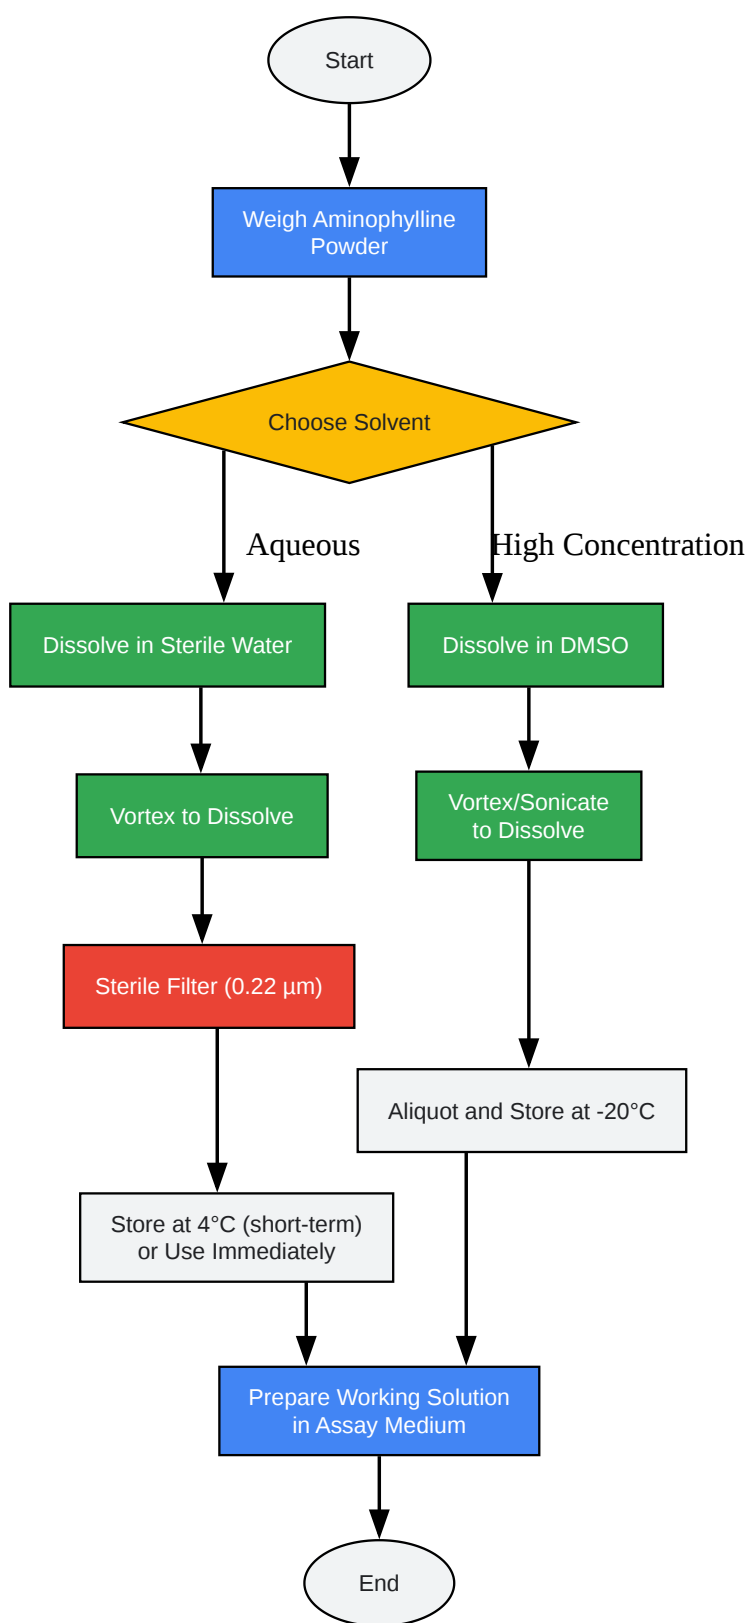 Start
Weigh Aminophylline
Powder
Choose Solvent
Aqueous
High Concentration
Dissolve in Sterile Water
Dissolve in DMSO
Vortex to Dissolve
Vortex/Sonicate
to Dissolve
Sterile Filter (0.22 µm)
Aliquot and Store at -20°C
Store at 4°C (short-term)
or Use Immediately
Prepare Working Solution
in Assay Medium
End